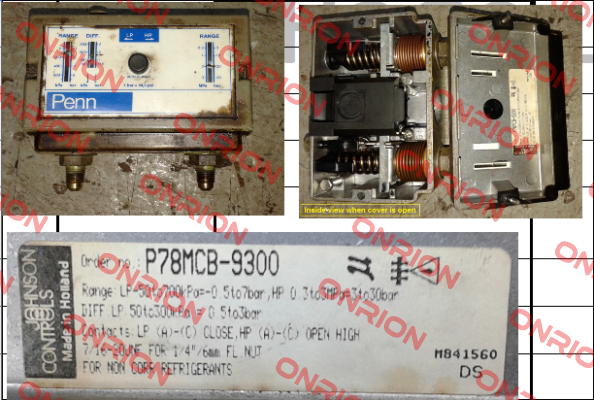 RANGE DIFF. LP HP RANGE
Penn
Inside view when cover is open
JOHNSON CONTROLS
Made in Holland
Order no.: P78MCB-9300
Range: LP-50to700kPa=-0.5to7bar, HP 0.3to3MPa=3to30bar
DIFF LP 50to300kPa = 0.5to3bar
Contacts: LP (A)-(C) CLOSE, HP (A)-(C) OPEN HIGH
7/16-20UNF FOR 1/4"/6mm FL NUT
FOR NON CORR REFRIGERANTS
M841560
DS
ONRION